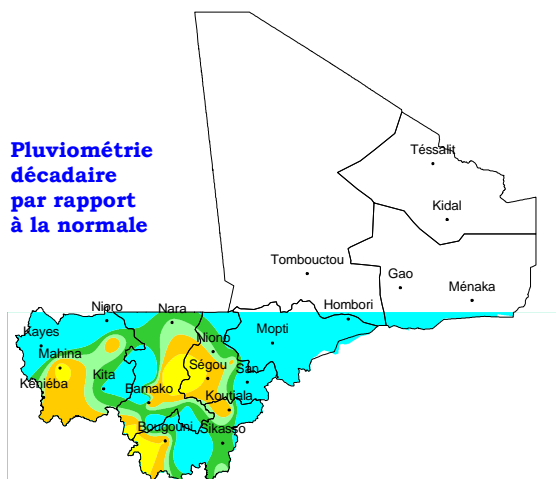 Pluviométrie
décadaire
par rapport
à la normale
Téssalit
Kidal
Tombouctou
Gao
Ménaka
Hombori
Nioro
Nara
Kayes
Niono
Mopti
Mahina
Ségou
San
Kéniéba
Kita
Bamako
Koutiala
Bougouni
Sikasso